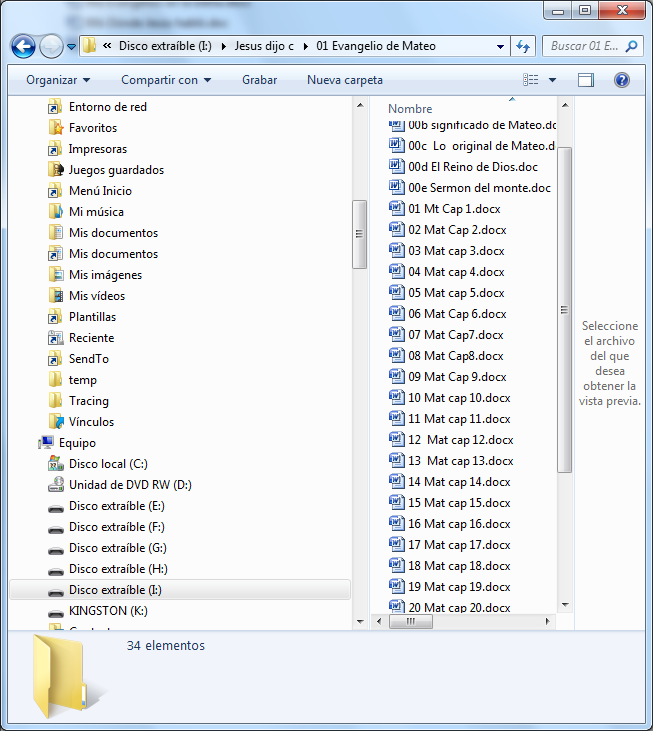 « Disco extraíble (I:) ▸ Jesus dijo c ▸ 01 Evangelio de Mateo
Buscar 01 E...
Organizar
Compartir con
Grabar
Nueva carpeta
Entorno de red
Favoritos
Impresoras
Juegos guardados
Menú Inicio
Mi música
Mis documentos
Mis documentos
Mis imágenes
Mis vídeos
Plantillas
Reciente
SendTo
temp
Tracing
Vínculos
Equipo
Disco local (C:)
Unidad de DVD RW (D:)
Disco extraíble (E:)
Disco extraíble (F:)
Disco extraíble (G:)
Disco extraíble (H:)
Disco extraíble (I:)
KINGSTON (K:)
Nombre
00b significado de Mateo.dc
00c  Lo  original de Mateo.d
00d El Reino de Dios.doc
00e Sermon del monte.doc
01 Mt Cap 1.docx
02 Mat Cap 2.docx
03 Mat cap 3.docx
04 Mat cap 4.docx
05 Mat cap 5.docx
06 Mat Cap 6.docx
07 Mat Cap7.docx
08 Mat Cap8.docx
09 Mat Cap 9.docx
10 Mat cap 10.docx
11 Mat cap 11.docx
12  Mat cap 12.docx
13  Mat cap 13.docx
14 Mat cap 14.docx
15 Mat cap 15.docx
16 Mat cap 16.docx
17 Mat cap 17.docx
18 Mat cap 18.docx
19 Mat cap 19.docx
20 Mat cap 20.docx
Seleccione
el archivo
del que
desea
obtener la
vista previa.
34 elementos